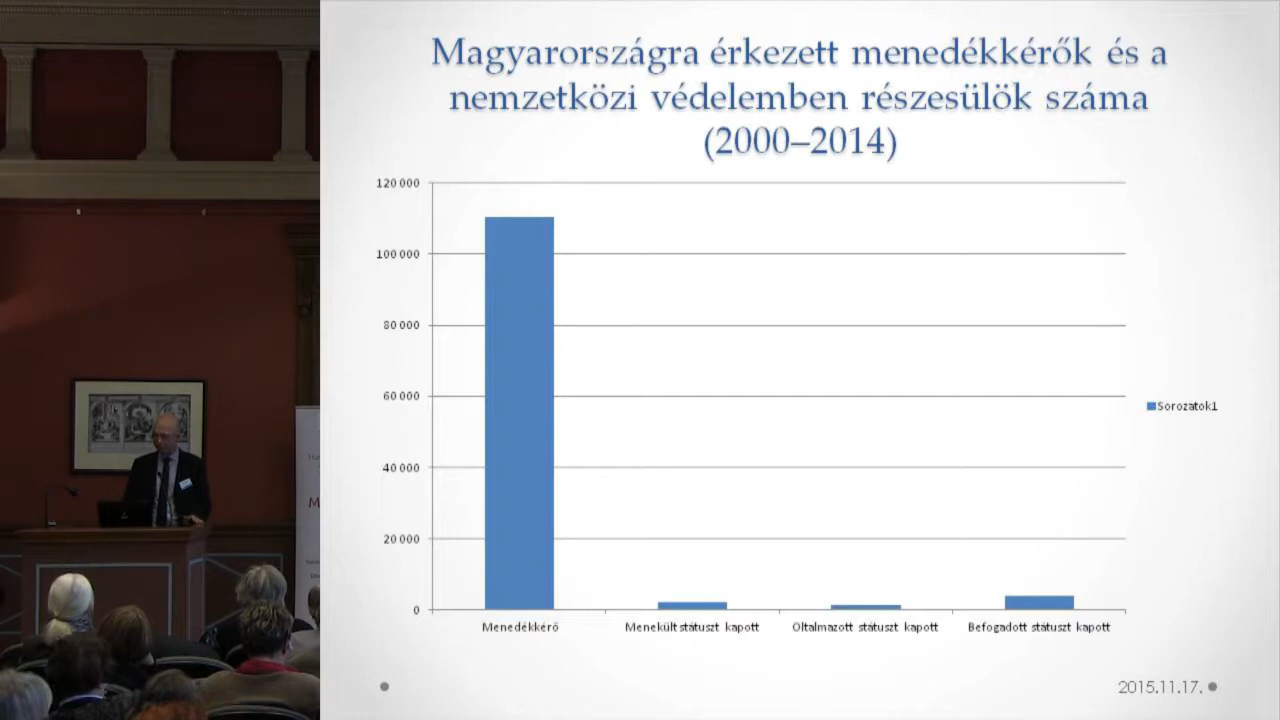 Magyarországra érkezett menedékkérők és a
nemzetközi védelemben részesülök száma
(2000–2014)
120 000
100 000
80 000
60 000
40 000
20 000
0
Menedékkérő
Menekült státuszt kapott
Oltalmazott státuszt kapott
Befogadott státuszt kapott
Sorozatok1
2015.11.17.